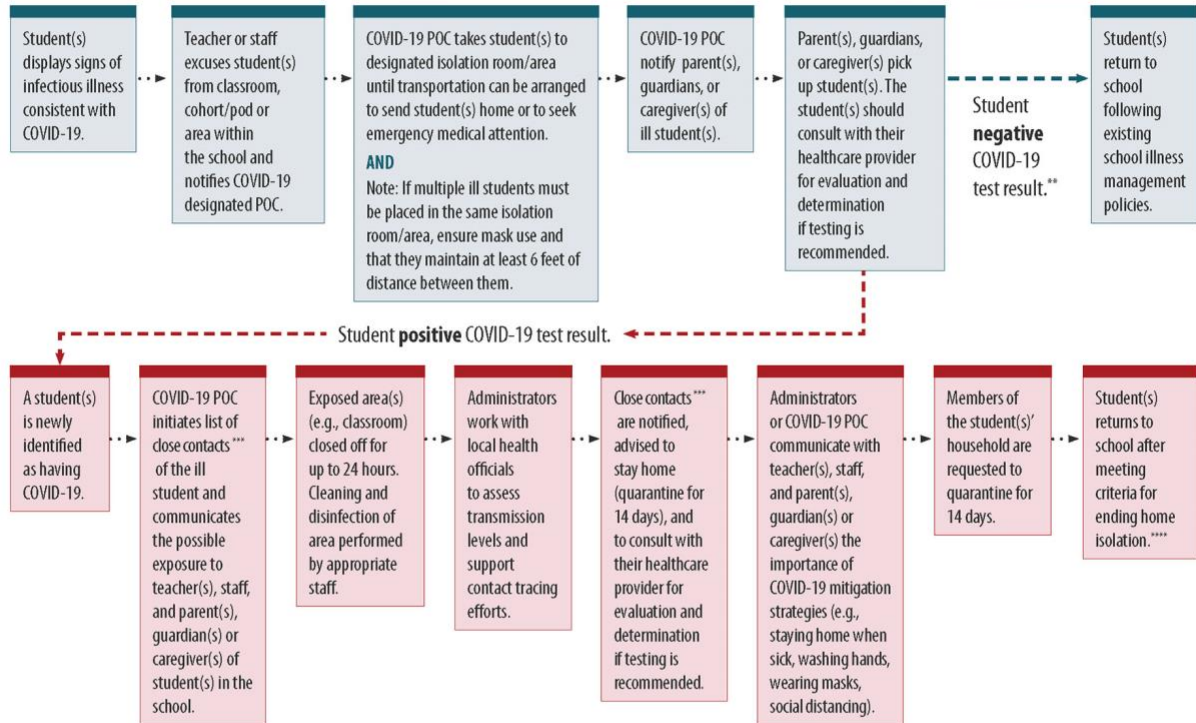 Student(s)
displays signs of
infectious illness
consistent with
COVID-19.
Teacher or staff
excuses student(s)
from classroom,
cohort/pod or
area within
the school and
notifies COVID-19
designated POC.
COVID-19 POC takes student(s) to
designated isolation room/area
until transportation can be arranged
to send student(s) home or to seek
emergency medical attention.
AND
Note: If multiple ill students must
be placed in the same isolation
room/area, ensure mask use and
that they maintain at least 6 feet of
distance between them.
COVID-19 POC
notify parent(s),
guardians, or
caregiver(s) of
ill student(s).
Parent(s), guardians,
or caregiver(s) pick
up student(s). The
student(s) should
consult with their
healthcare provider
for evaluation and
determination
if testing is
recommended.
Student
negative
COVID-19
test result.**
Student(s)
return to
school
following
existing
school illness
management
policies.
Student positive COVID-19 test result.
A student(s)
is newly
identified
as having
COVID-19.
COVID-19 POC
initiates list of
close contacts***
of the ill
student and
communicates
the possible
exposure to
teacher(s), staff,
and parent(s),
guardian(s) or
caregiver(s) of
student(s) in the
school.
Exposed area(s)
(e.g., classroom)
closed off for
up to 24 hours.
Cleaning and
disinfection of
area performed
by appropriate
staff.
Administrators
work with
local health
officials
to assess
transmission
levels and
support
contact tracing
efforts.
Close contacts***
are notified,
advised to
stay home
(quarantine for
14 days), and
to consult with
their healthcare
provider for
evaluation and
determination
if testing is
recommended.
Administrators
or COVID-19 POC
communicate with
teacher(s), staff,
and parent(s),
guardian(s) or
caregiver(s) the
importance of
COVID-19 mitigation
strategies (e.g.,
staying home when
sick, washing hands,
wearing masks,
social distancing).
Members of
the student(s)'
household are
requested to
quarantine for
14 days.
Student(s)
returns to
school after
meeting
criteria for
ending home
isolation.****